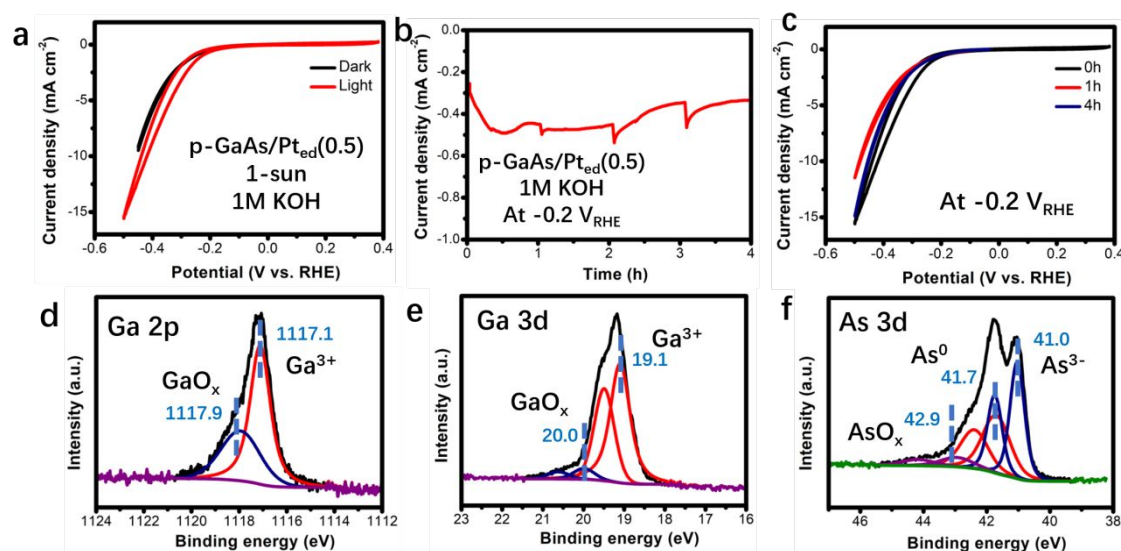 a
Current density (mA cm⁻²)
0
-5
-10
-15
-0.6
-0.4
-0.2
0.0
0.2
0.4
Potential (V vs. RHE)
Dark
Light
p-GaAs/Pt_ed(0.5)
1-sun
1M KOH
b
Current density (mA cm⁻²)
0.0
-0.2
-0.4
-0.6
-0.8
-1.0
0
1
2
3
4
Time (h)
p-GaAs/Pt_ed(0.5)
1M KOH
At -0.2 V_RHE
c
Current density (mA cm⁻²)
0
-5
-10
-15
-0.6
-0.4
-0.2
0.0
0.2
0.4
Potential (V vs. RHE)
0h
1h
4h
At -0.2 V_RHE
d
Ga 2p
1117.1
Ga³⁺
GaOₓ
1117.9
Intensity (a.u.)
1124
1122
1120
1118
1116
1114
1112
Binding energy (eV)
e
Ga 3d
Ga³⁺
19.1
GaOₓ
20.0
Intensity (a.u.)
23
22
21
20
19
18
17
16
Binding energy (eV)
f
As 3d
As⁰
41.7
41.0
As³⁻
42.9
AsOₓ
Intensity (a.u.)
46
44
42
40
38
Binding energy (eV)